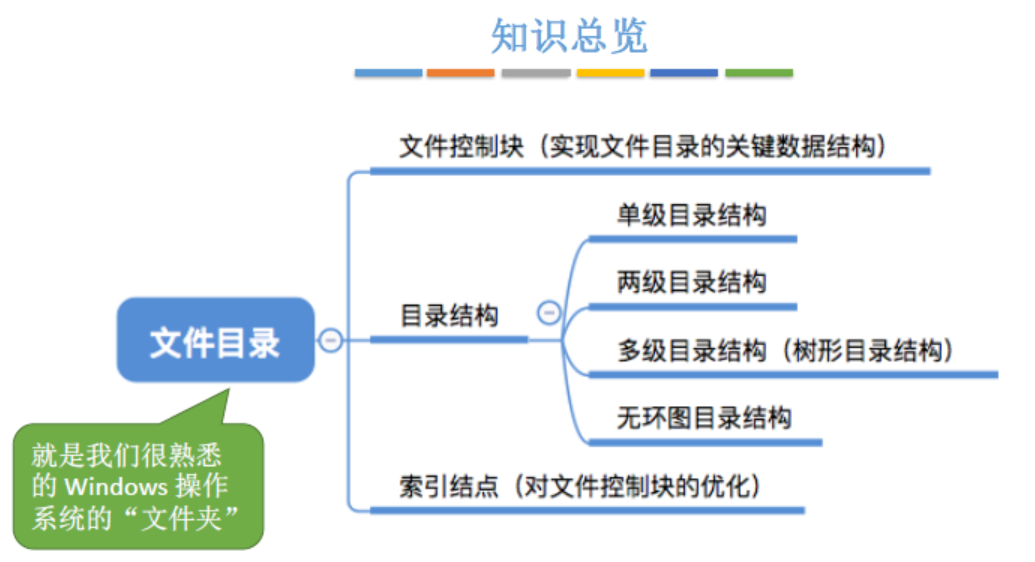 知识总览
文件控制块（实现文件目录的关键数据结构）
单级目录结构
两级目录结构
目录结构
文件目录
多级目录结构（树形目录结构）
无环图目录结构
就是我们很熟悉
的 Windows 操作
系统的“文件夹”
索引结点（对文件控制块的优化）